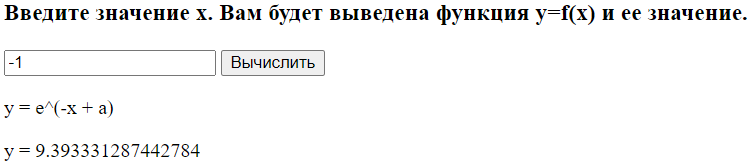 Введите значение x. Вам будет выведена функция y=f(x) и ее значение.
-1 Вычислить
y = e^(-x + a)
y = 9.393331287442784